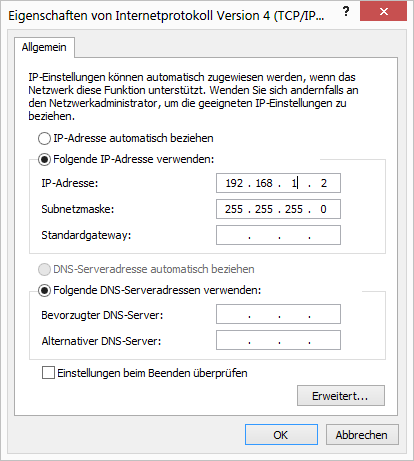 Eigenschaften von Internetprotokoll Version 4 (TCP/IP...
Allgemein
IP-Einstellungen können automatisch zugewiesen werden, wenn das
Netzwerk diese Funktion unterstützt. Wenden Sie sich andernfalls an
den Netzwerkadministrator, um die geeigneten IP-Einstellungen zu
beziehen.
IP-Adresse automatisch beziehen
Folgende IP-Adresse verwenden:
IP-Adresse: 192 . 168 . 1 . 2
Subnetzmaske: 255 . 255 . 255 . 0
Standardgateway: . . .
DNS-Serveradresse automatisch beziehen
Folgende DNS-Serveradressen verwenden:
Bevorzugter DNS-Server: . . .
Alternativer DNS-Server: . . .
Einstellungen beim Beenden überprüfen
Erweitert...
OK Abbrechen